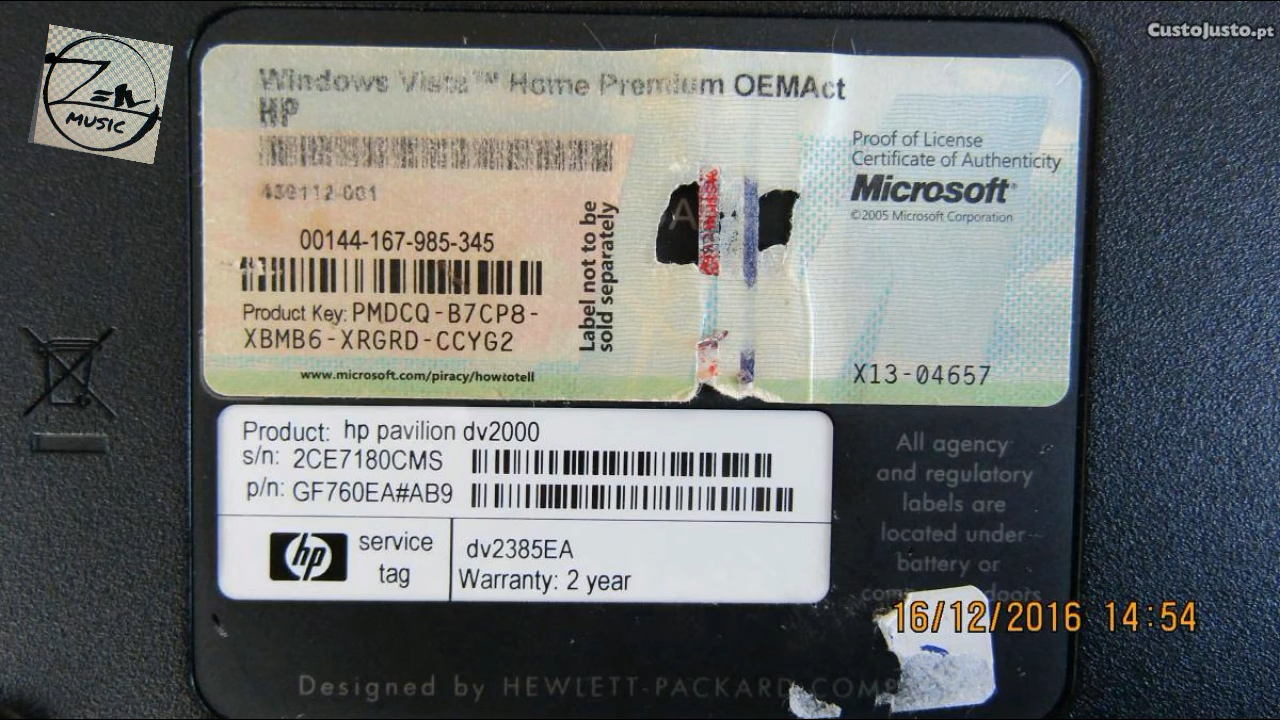 CustoJusto.pt
Zen
MUSIC
Windows Vista™ Home Premium OEMAct
HP
Proof of License
Certificate of Authenticity
Microsoft®
©2005 Microsoft Corporation
439112-001
00144-167-985-345
Label not to be
sold separately
Product Key: PMDCQ-B7CP8-
XBMB6-XRGRD-CCYG2
www.microsoft.com/piracy/howtotell
X13-04657
Product: hp pavilion dv2000
s/n: 2CE7180CMS
p/n: GF760EA#AB9
hp
service
tag
dv2385EA
Warranty: 2 year
All agency
and regulatory
labels are
located under
battery or
doors
16/12/2016 14:54
Designed by HEWLETT-PACKARD